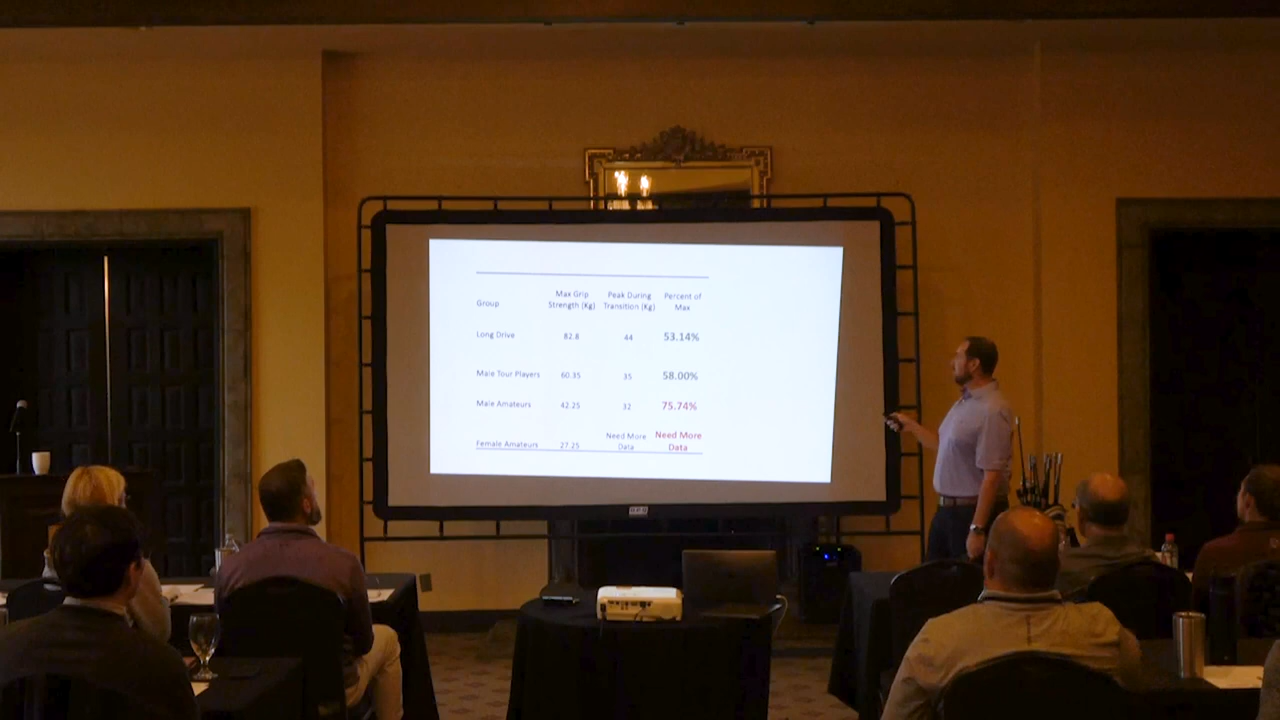 Group Max Grip Strength (Kg) Peak During Transition (Kg) Percent of Max
Long Drive 82.8 44 53.14%
Male Tour Players 60.35 35 58.00%
Male Amateurs 42.25 32 75.74%
Female Amateurs 27.25 Need More Data Need More Data